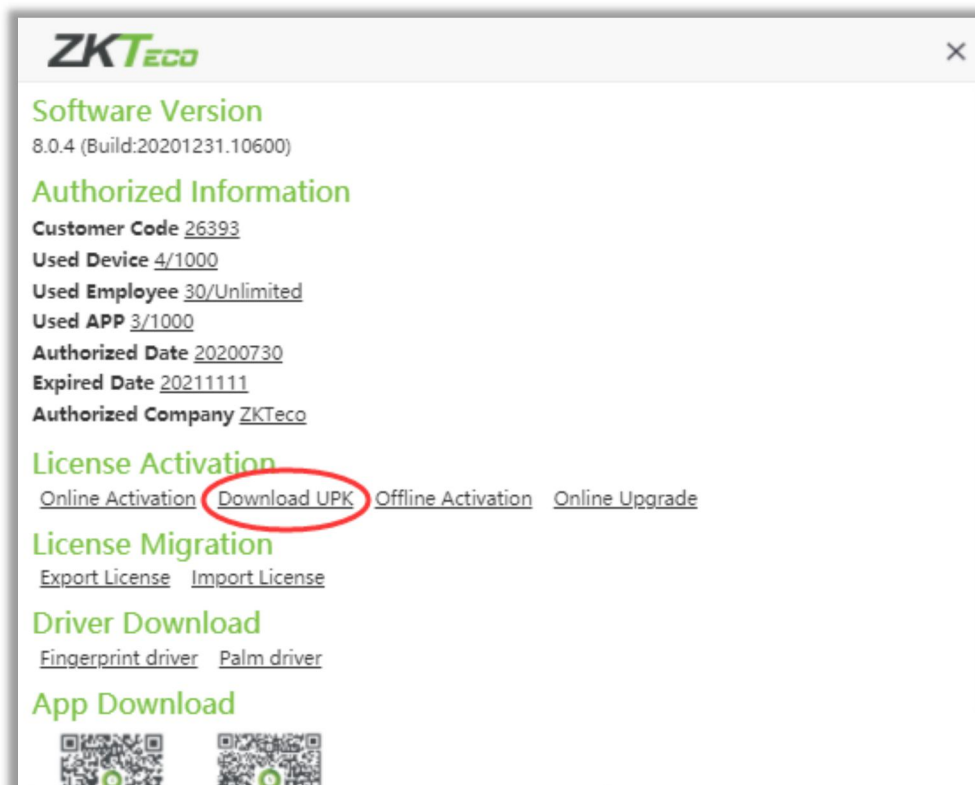 ZKTeco
Software Version
8.0.4 (Build:20201231.10600)
Authorized Information
Customer Code 26393
Used Device 4/1000
Used Employee 30/Unlimited
Used APP 3/1000
Authorized Date 20200730
Expired Date 20211111
Authorized Company ZKTeco
License Activation
Online Activation Download UPK Offline Activation Online Upgrade
License Migration
Export License Import License
Driver Download
Fingerprint driver Palm driver
App Download